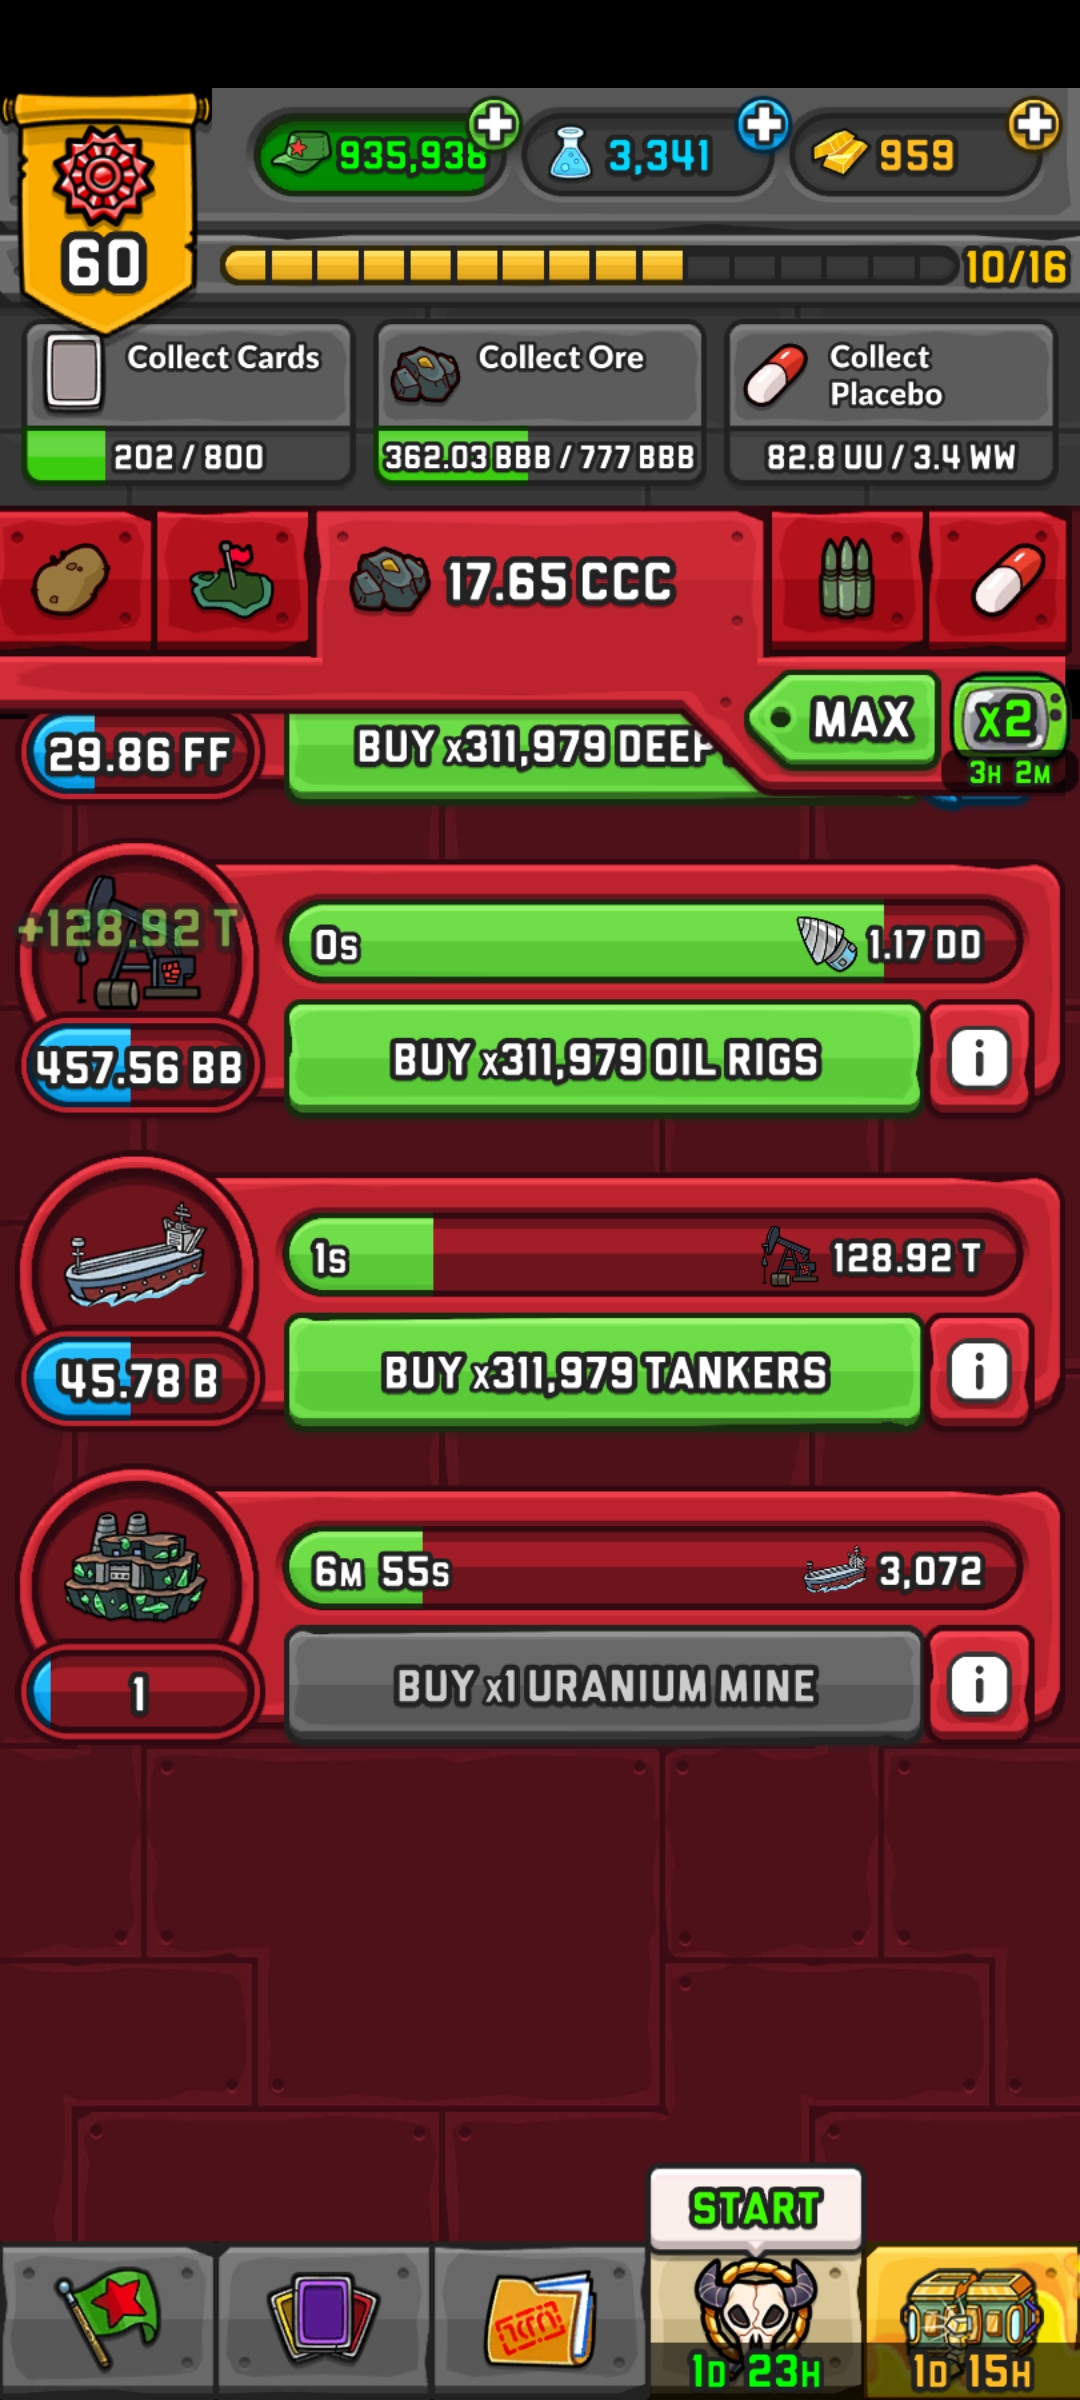 60
935,938
3,341
959
10/16
Collect Cards
202 / 800
Collect Ore
362.03 BBB / 777 BBB
Collect
Placebo
82.8 UU / 3.4 WW
17.65 CCC
MAX
x2
3H 2M
29.86 FF
BUY x311,979 DEEP
+128.92 T
0s
1.17 DD
457.56 BB
BUY x311,979 OIL RIGS
i
1s
128.92 T
45.78 B
BUY x311,979 TANKERS
i
6M 55s
3,072
1
BUY x1 URANIUM MINE
i
START
1D 23H
1D 15H